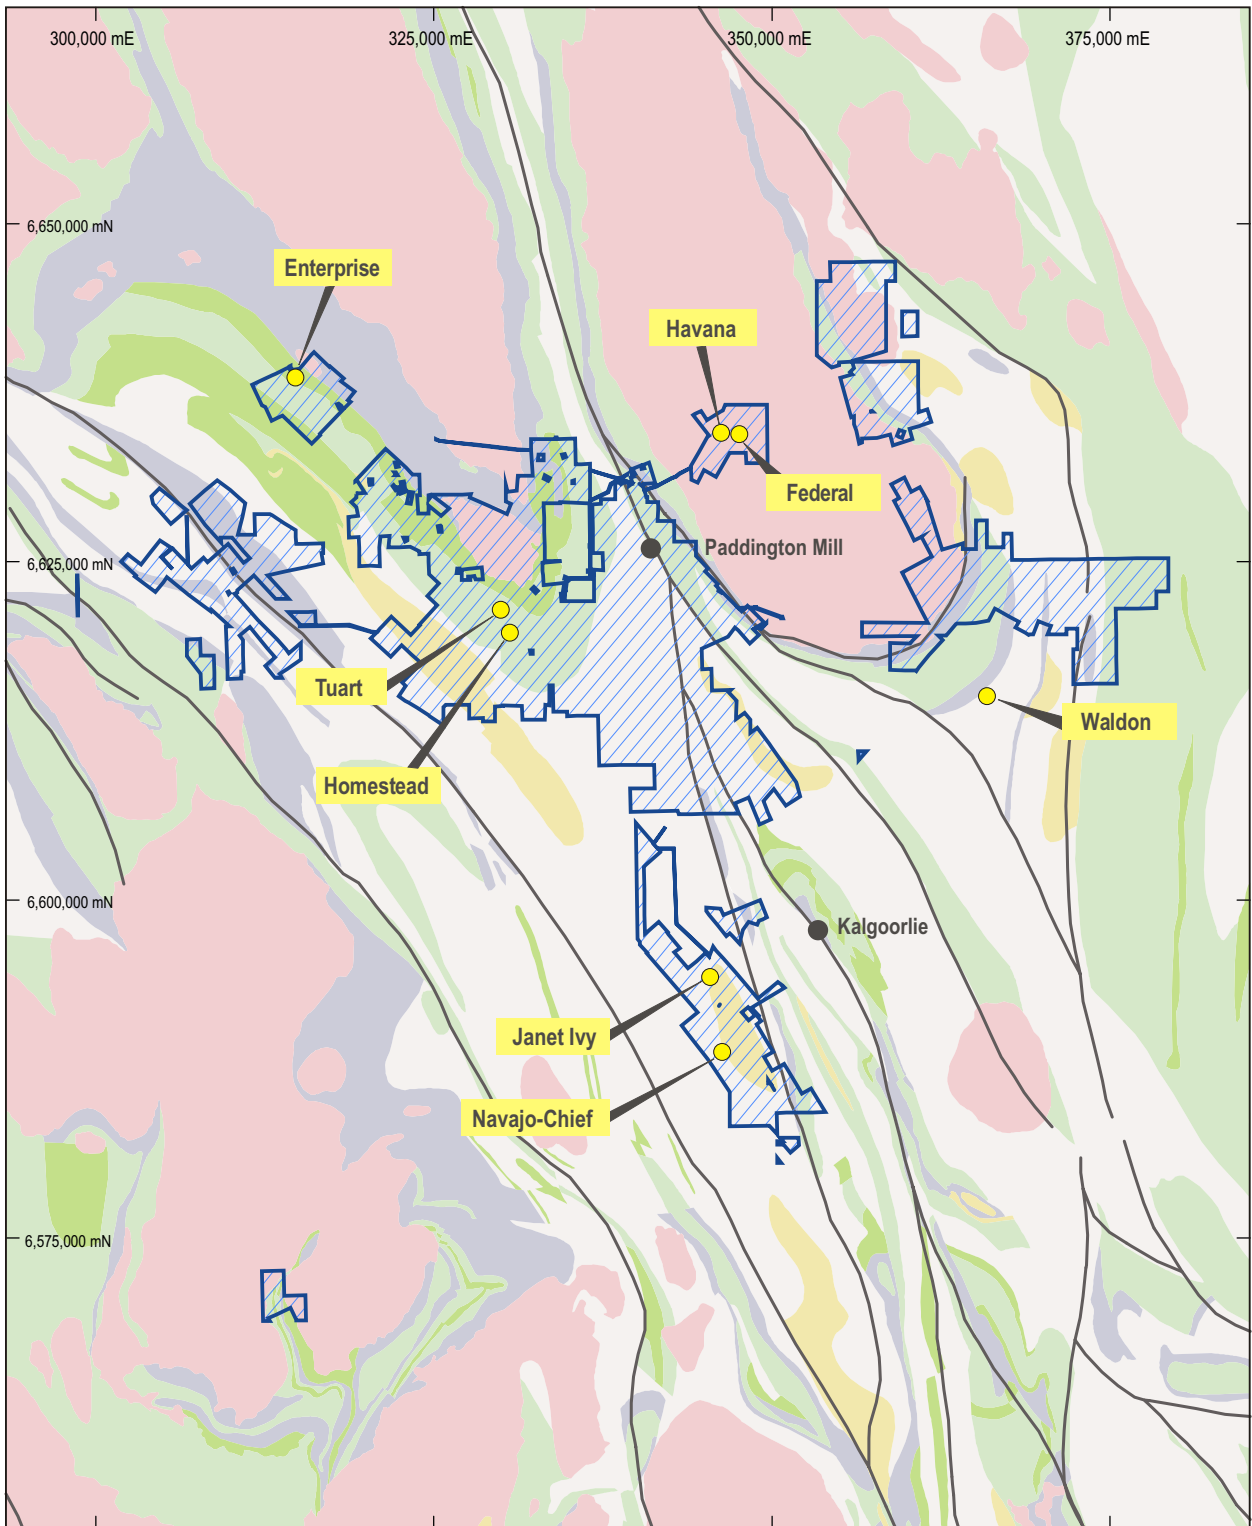 300,000 mE
325,000 mE
350,000 mE
375,000 mE
6,650,000 mN
Enterprise
Havana
Federal
Paddington Mill
6,625,000 mN
Tuart
Waldon
Homestead
6,600,000 mN
Kalgoorlie
Janet Ivy
Navajo-Chief
6,575,000 mN